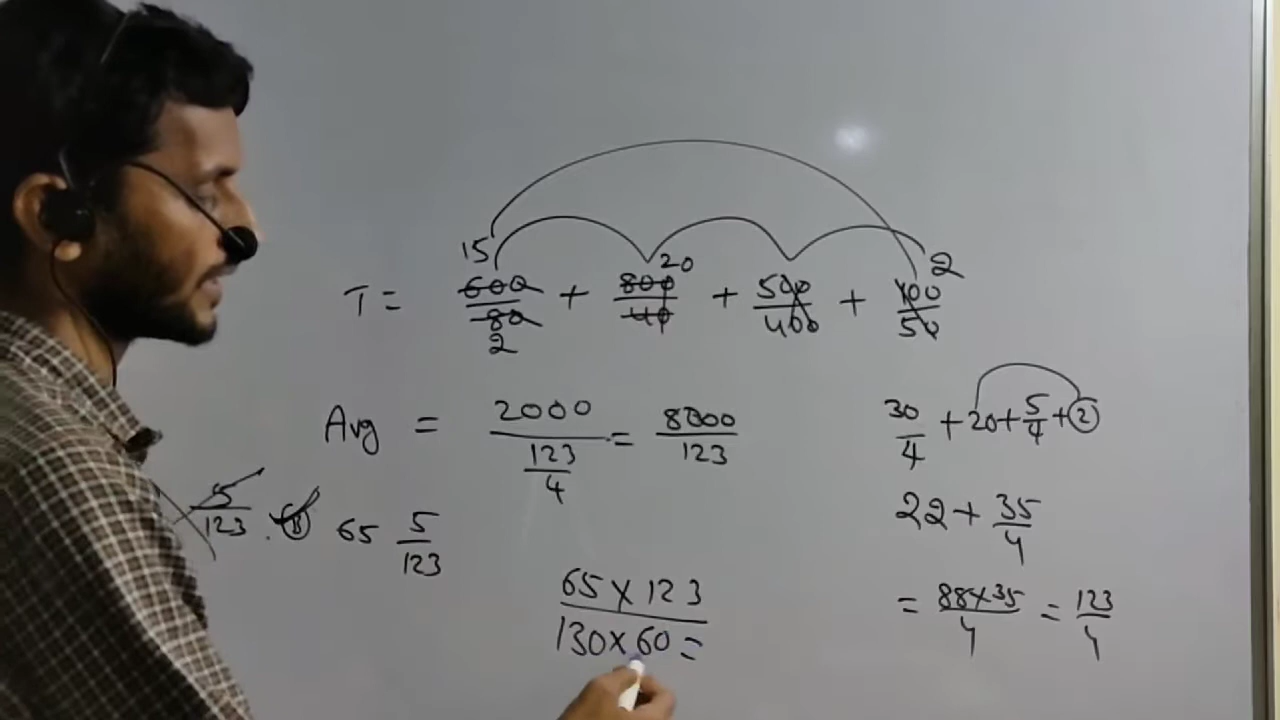 15 20 2
T = 600/80 + 800/40 + 500/400 + 100/50
2
Avg = 2000/(123/4) = 8000/123
30/4 + 20 + 5/4 + 2
5/123 . B 65 5/123
22 + 35/4
65 × 123 / 130 × 60 =
= 88 × 35 / 4 = 123/4